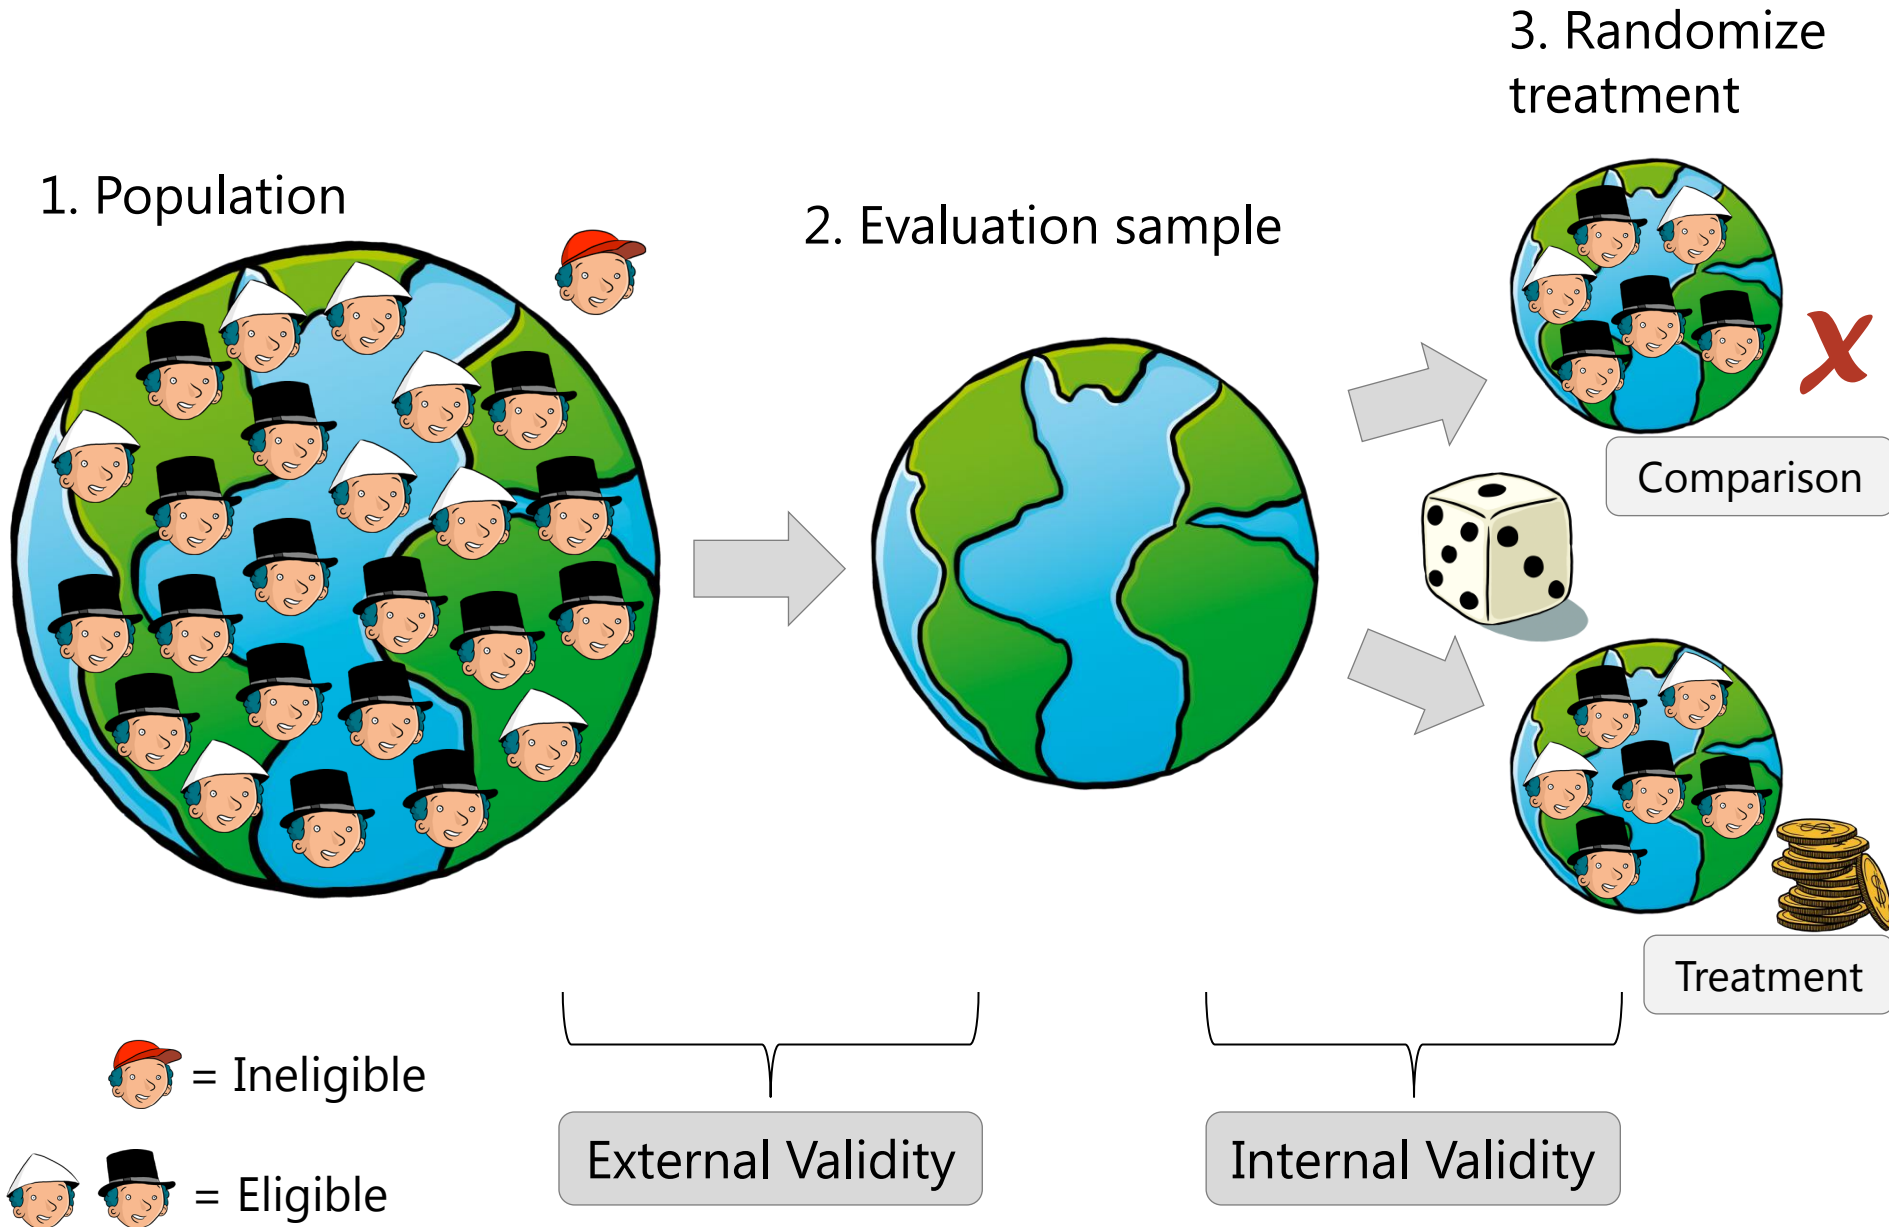 1. Population
2. Evaluation sample
3. Randomize
treatment
Comparison
Treatment
= Ineligible
= Eligible
External Validity
Internal Validity